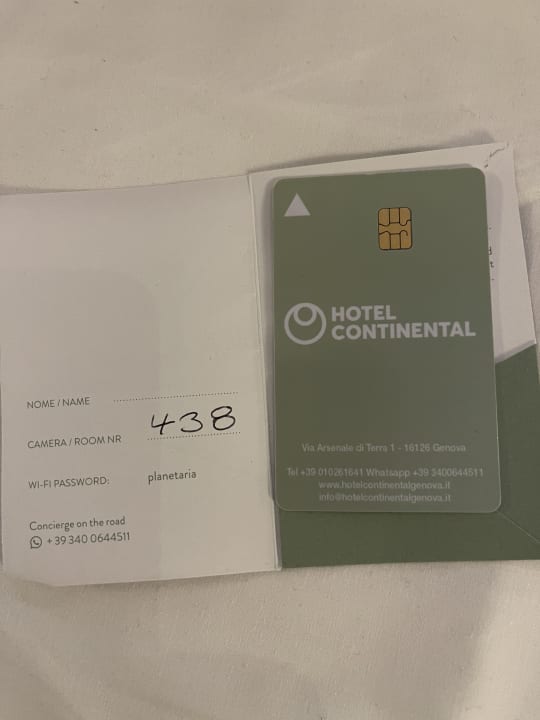 NOME / NAME
438
CAMERA / ROOM NR
WI-FI PASSWORD: planetaria
Concierge on the road
+ 39 340 0644511
HOTEL
CONTINENTAL
Via Arsenale di Terra 1 - 16126 Genova
Tel +39 010261641 Whatsapp +39 3400644511
www.hotelcontinentalgenova.it
info@hotelcontinentalgenova.it